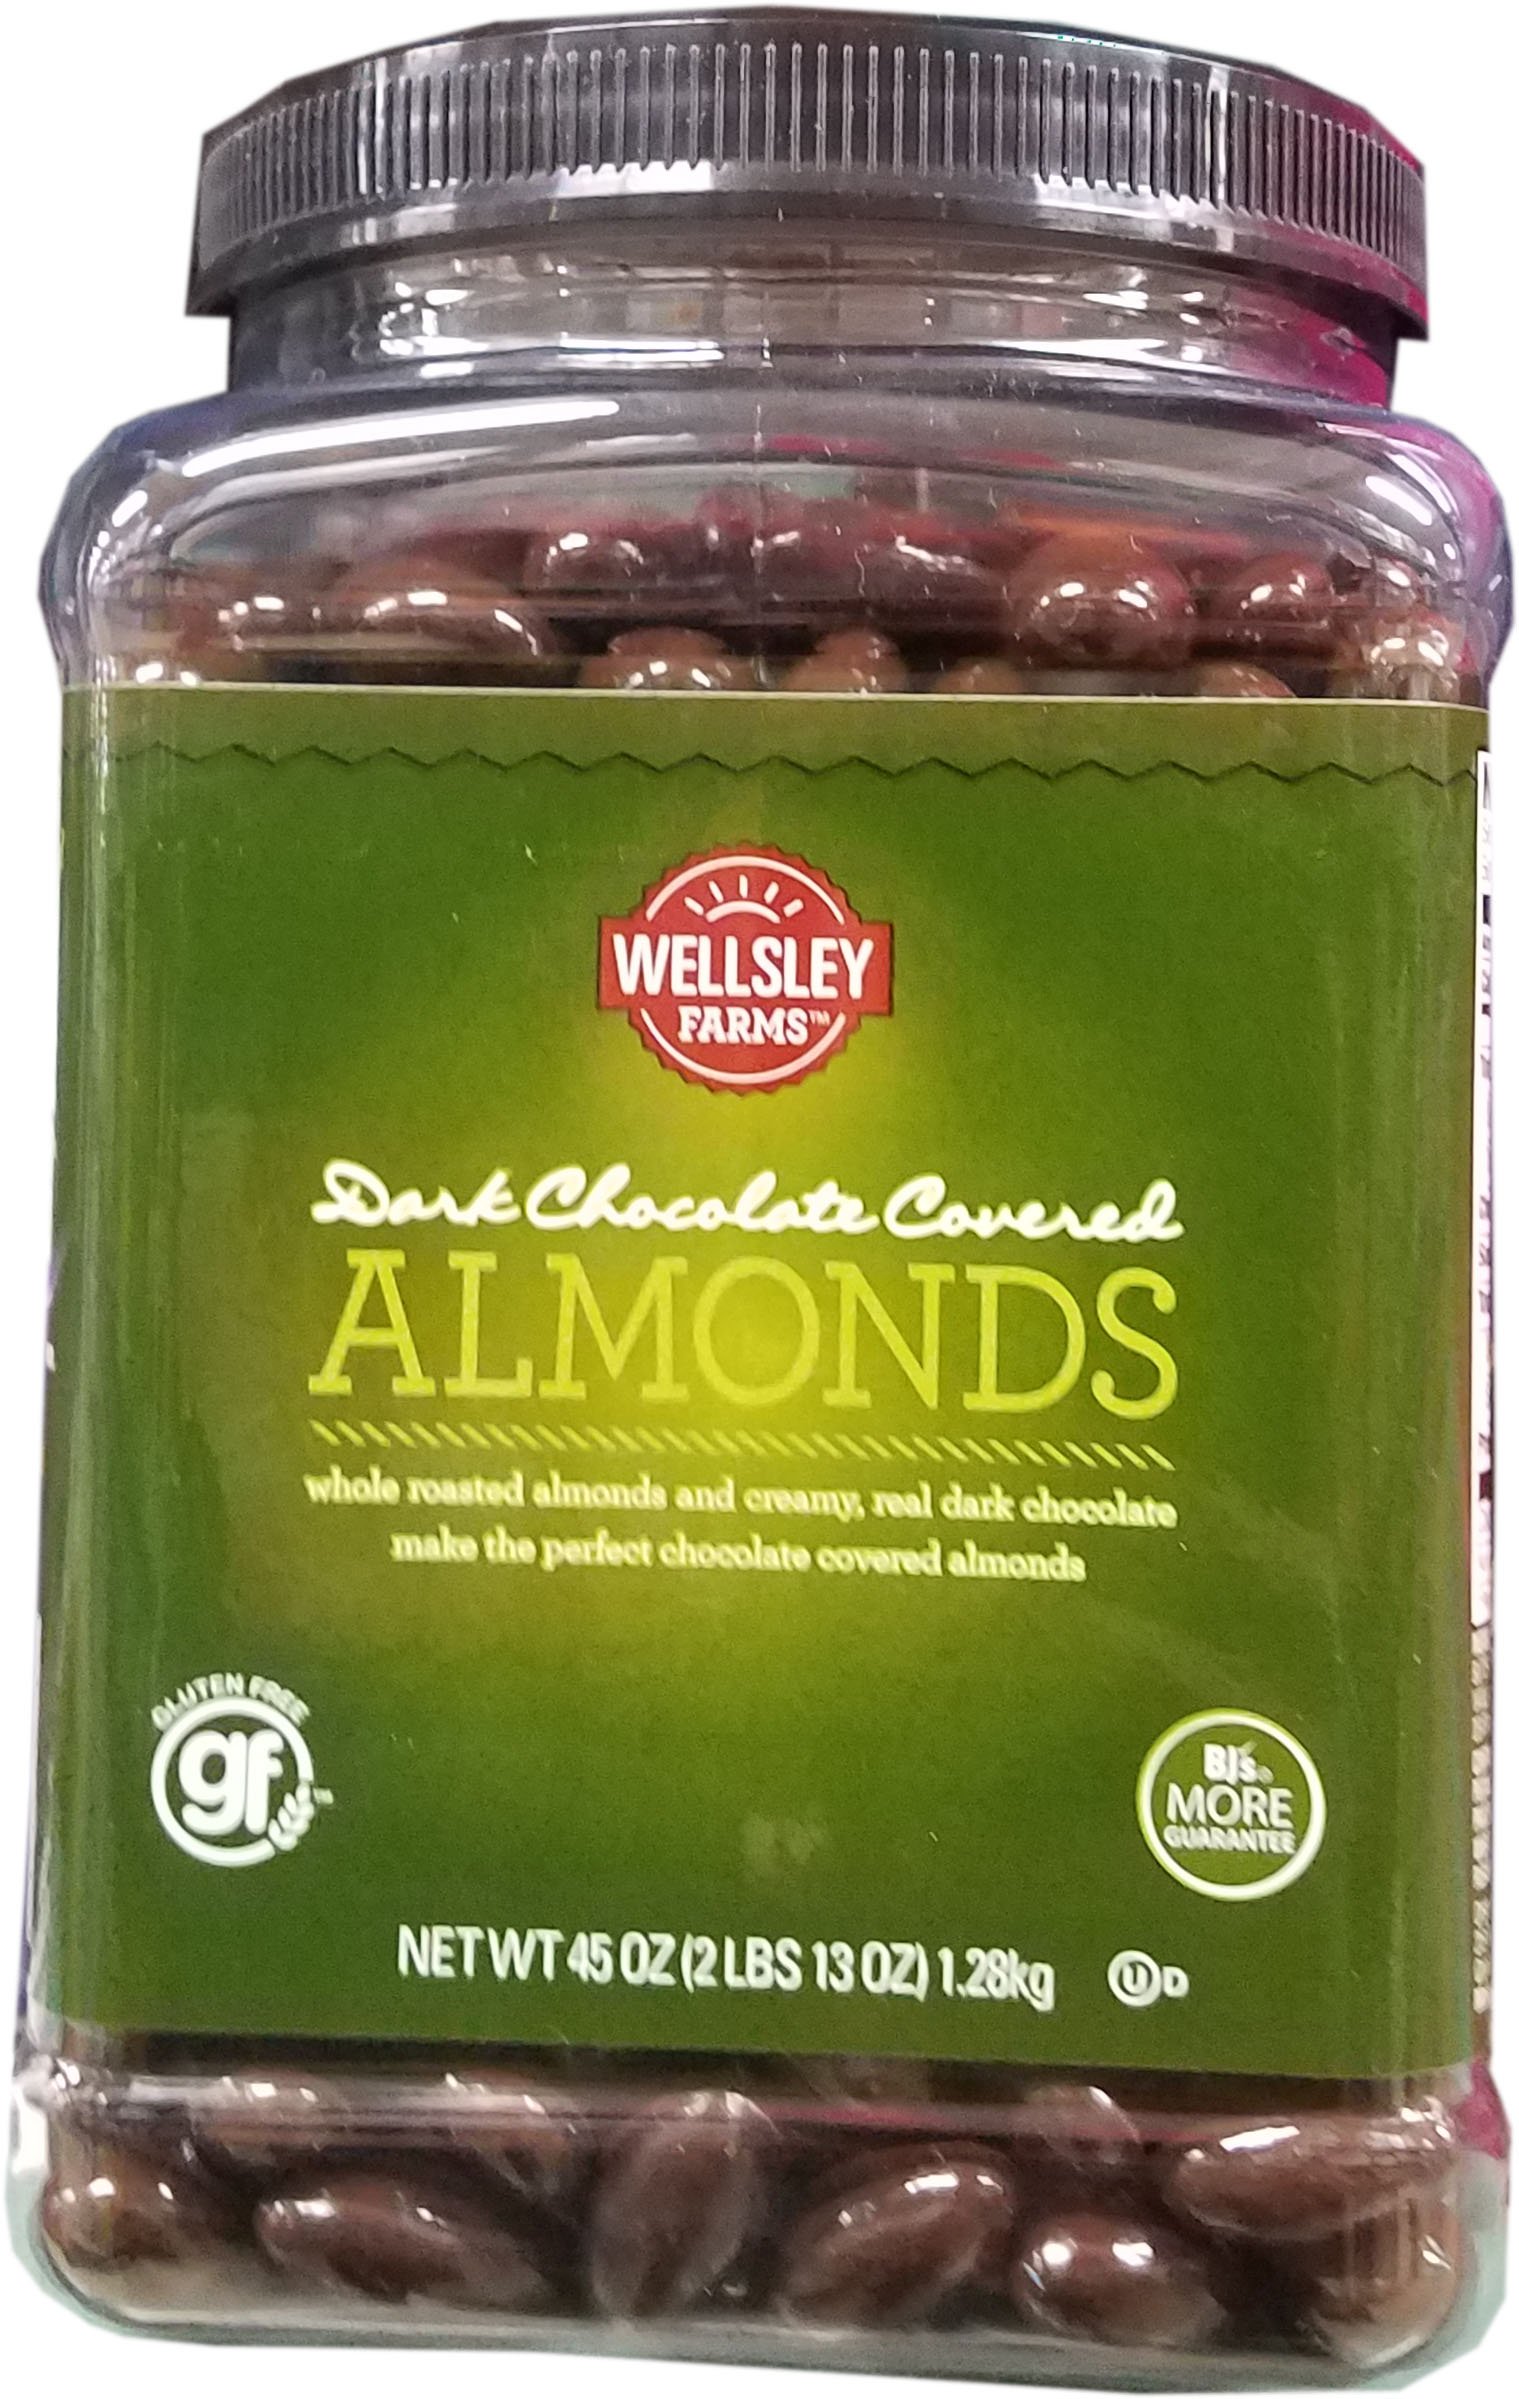 WELLSLEY
FARMS™
Dark Chocolate Covered
ALMONDS
whole roasted almonds and creamy, real dark chocolate
make the perfect chocolate covered almonds
GLUTEN FREE
gf
BJ's
MORE
GUARANTEE
NET WT 45 OZ (2 LBS 13 OZ) 1.28kg
U D